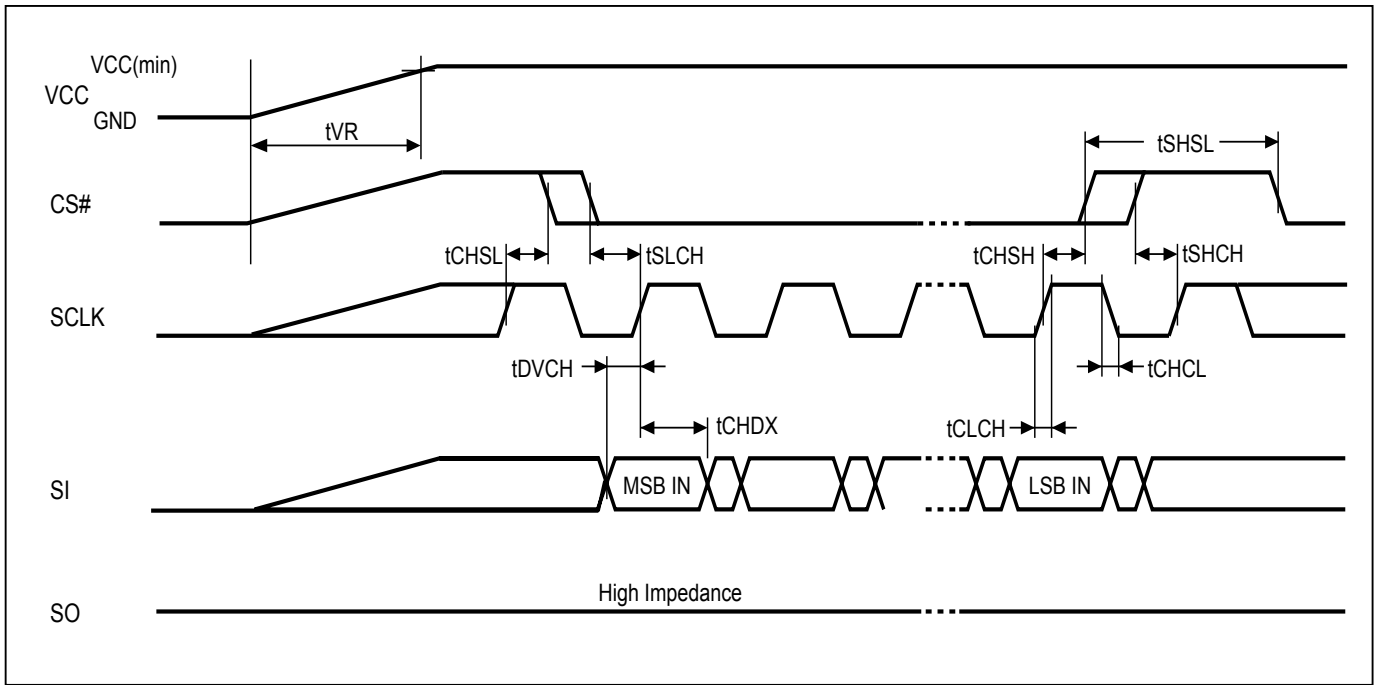 VCC(min)
VCC
GND
tVR
tSHSL
CS#
tCHSL
tSLCH
tCHSH
tSHCH
SCLK
tDVCH
tCHCL
tCHDX
tCLCH
SI
MSB IN
LSB IN
High Impedance
SO